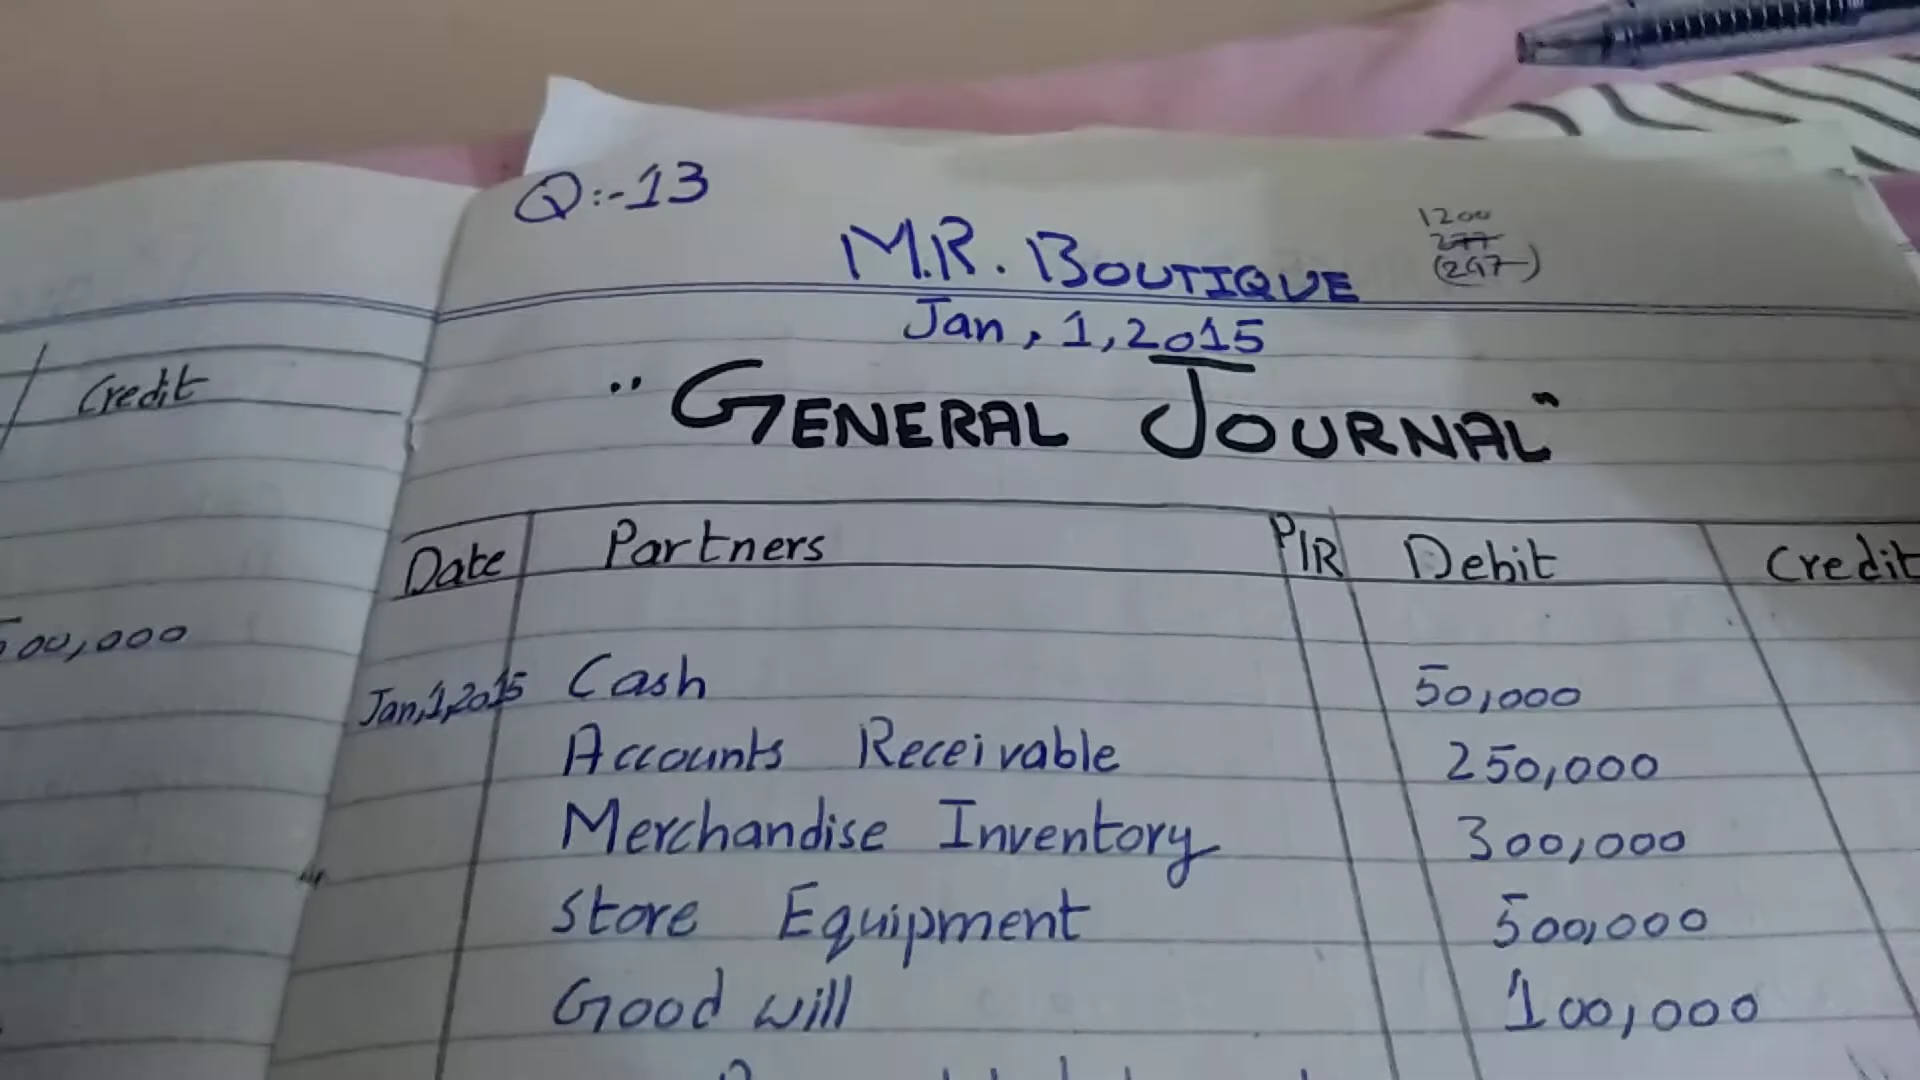 Credit
00,000
Q:-13
1200
(297)
M.R. BOUTIQUE
Jan, 1, 2015
"GENERAL JOURNAL"
Date Partners P/R Debit Credit
Jan,1,2015 Cash 50,000
Accounts Receivable 250,000
Merchandise Inventory 300,000
Store Equipment 500,000
Good will 100,000